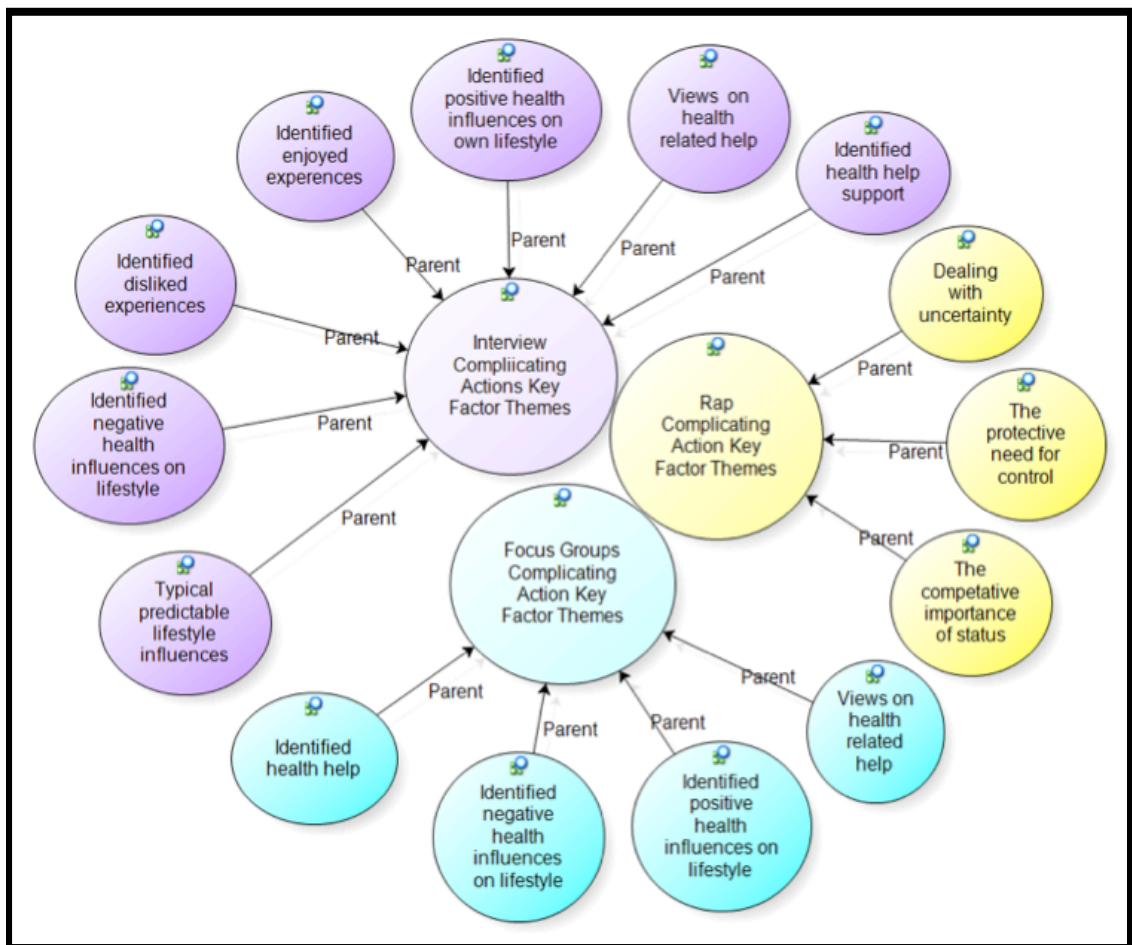 Identified
positive health
influences on
own lifestyle
Views on
health
related help
Identified
enjoyed
experences
Identified
health help
support
Parent
Parent
Parent
Parent
Identified
disliked
experiences
Dealing
with
uncertainty
Parent
Interview
Compliicating
Actions Key
Factor Themes
Parent
Rap
Complicating
Action Key
Factor Themes
Identified
negative
health
influences on
lifestyle
Parent
The
protective
need for
control
Parent
Parent
Typical
predictable
lifestyle
influences
Focus Groups
Complicating
Action Key
Factor Themes
Parent
The
competative
importance
of status
Identified
health help
Parent
Parent
Parent
Parent
Views on
health
related
help
Identified
negative
health
influences
on lifestyle
Identified
positive
health
influences on
lifestyle